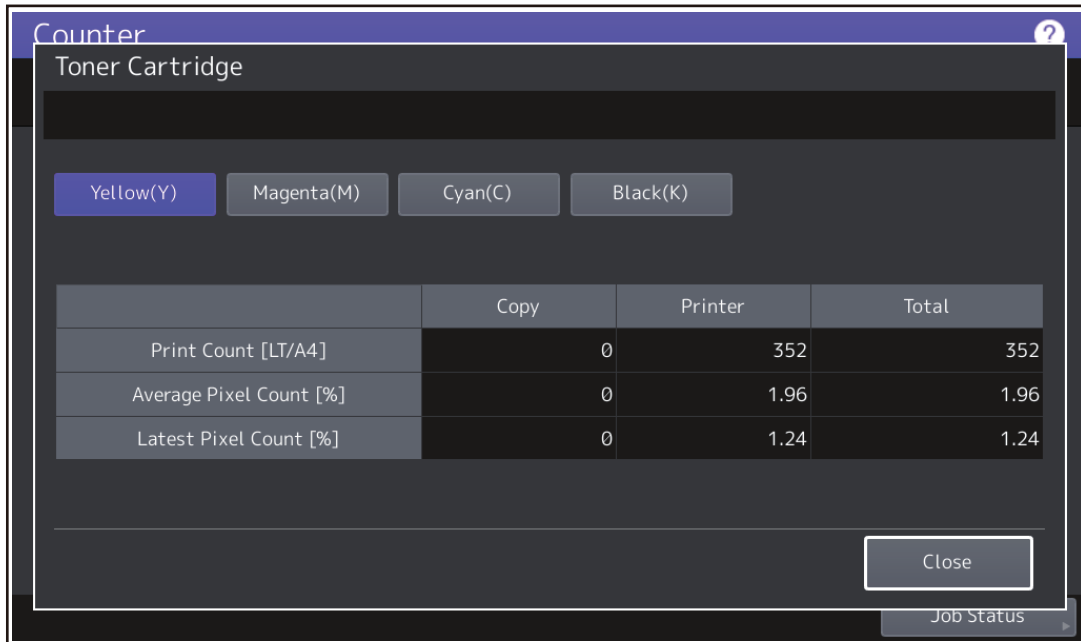 Counter
?
Toner Cartridge
Yellow(Y) Magenta(M) Cyan(C) Black(K)
Copy Printer Total
Print Count [LT/A4] 0 352 352
Average Pixel Count [%] 0 1.96 1.96
Latest Pixel Count [%] 0 1.24 1.24
Close
Job Status